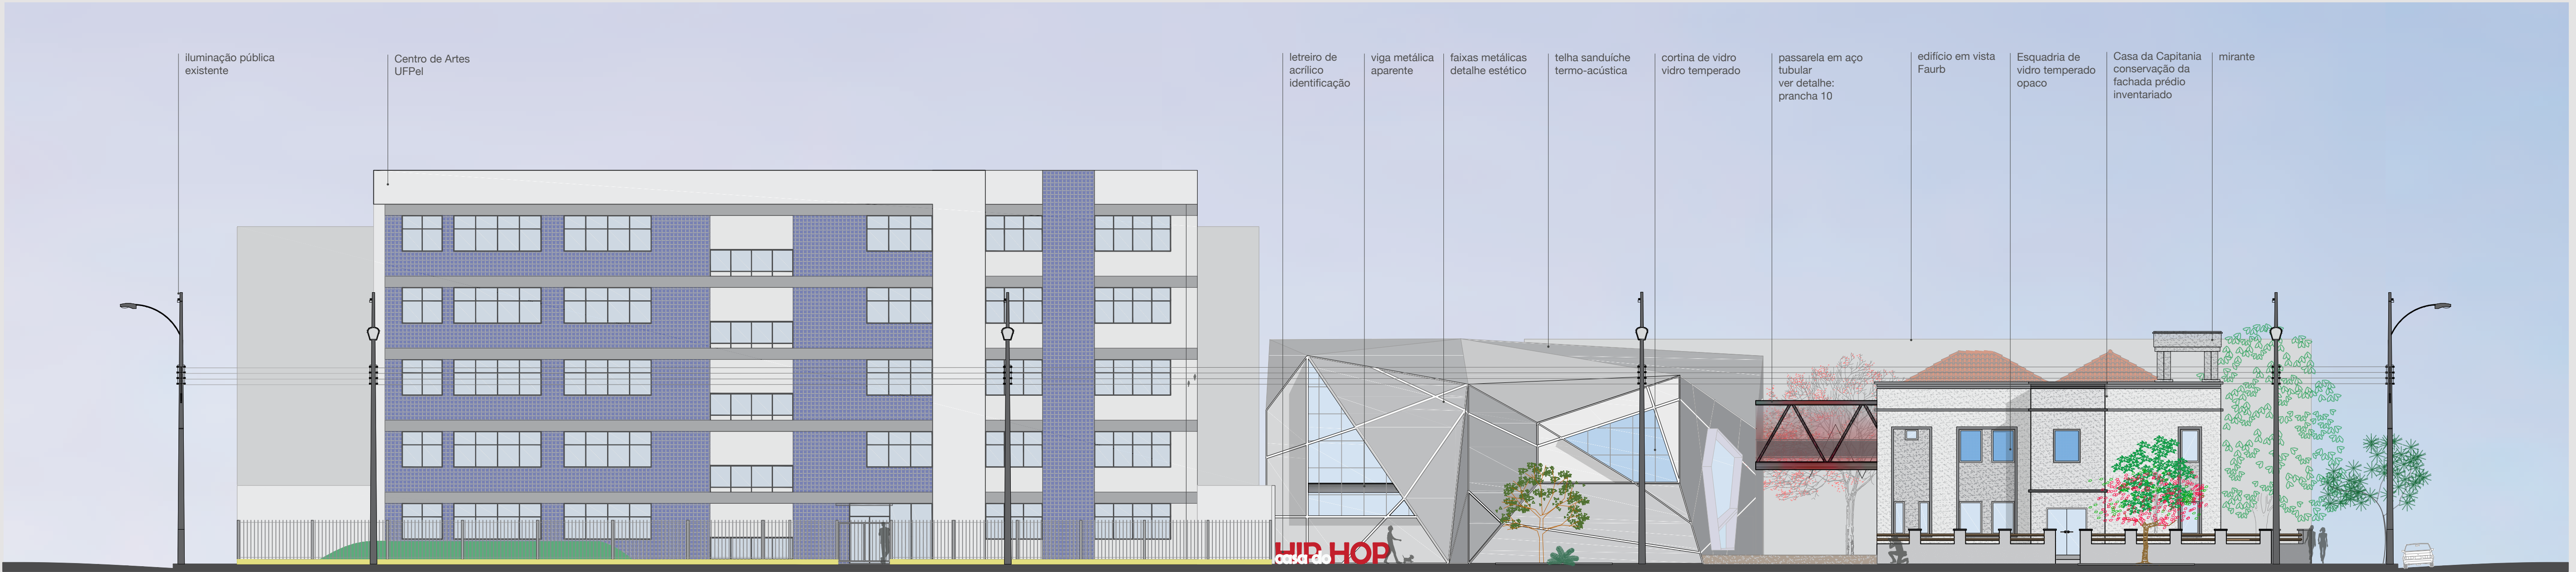 iluminação pública
existente
Centro de Artes
UFPel
letreiro de
acrílico
identificação
viga metálica
aparente
faixas metálicas
detalhe estético
telha sanduíche
termo-acústica
cortina de vidro
vidro temperado
passarela em aço
tubular
ver detalhe:
prancha 10
edifício em vista
Faurb
Esquadria de
vidro temperado
opaco
Casa da Capitania
conservação da
fachada prédio
inventariado
mirante
HIP HOP
casa do